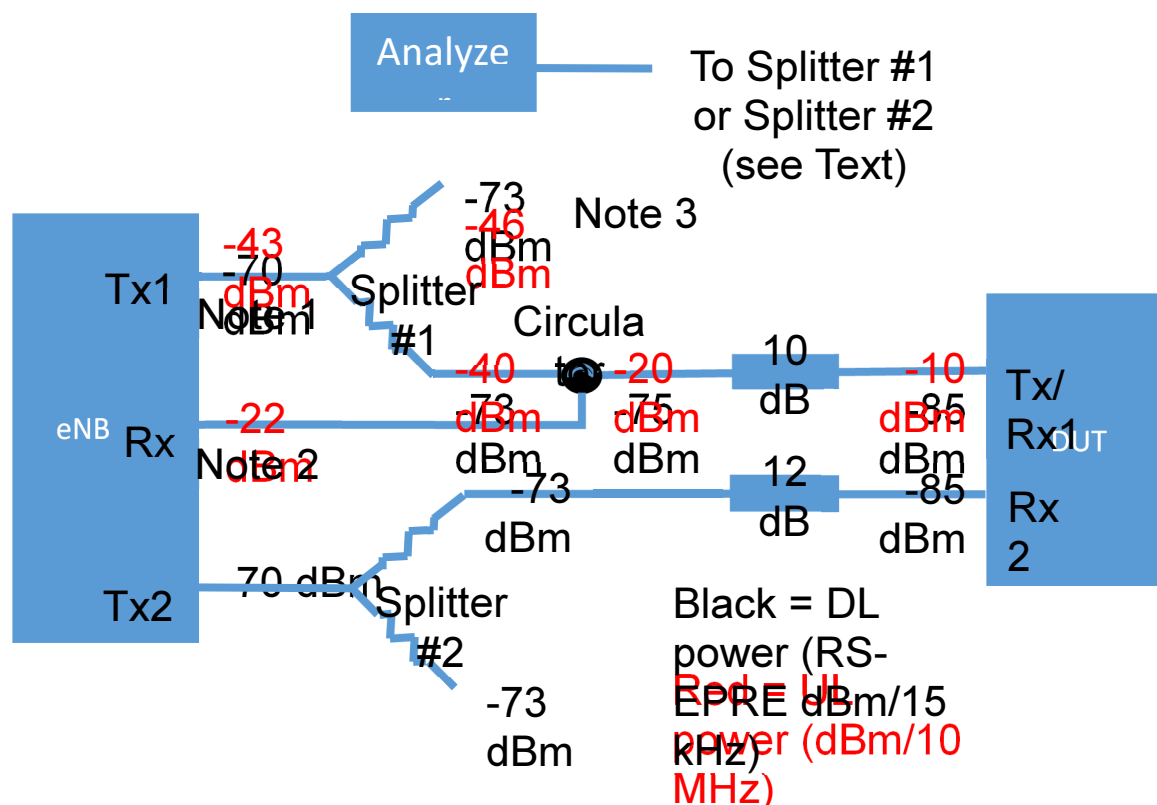 Analyze
r
To Splitter #1
or Splitter #2
(see Text)
-73
dBm
-46
dBm
Note 3
-43
dBm
-70
dBm
Tx1
Note 1
Splitter
#1
Circula
tor
10
dB
-40
dBm
-73
dBm
-20
dBm
-75
dBm
-10
dBm
-85
dBm
Tx/
Rx1
eNB
Rx
-22
dBm
Note 2
DUT
12
dB
-73
dBm
-85
dBm
Rx
2
Tx2
-70 dBm
Splitter
#2
-73
dBm
Black = DL
power (RS-
EPRE dBm/15
kHz)
Red = UL
power (dBm/10
MHz)